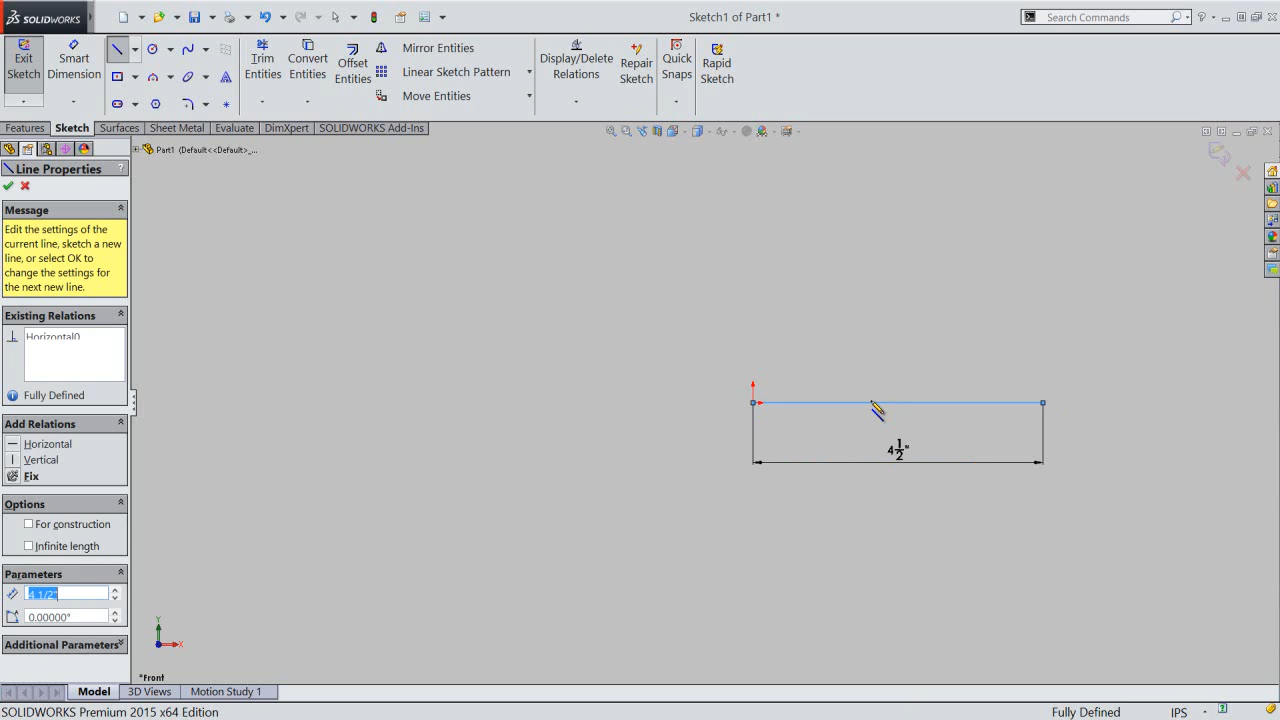 SOLIDWORKS
Sketch1 of Part1 *
Search Commands
Exit Sketch
Smart Dimension
Trim Entities
Convert Entities
Offset Entities
Mirror Entities
Linear Sketch Pattern
Move Entities
Display/Delete Relations
Repair Sketch
Quick Snaps
Rapid Sketch
Features
Sketch
Surfaces
Sheet Metal
Evaluate
DimXpert
SOLIDWORKS Add-Ins
Part1 (Default<<Default>_...
Line Properties
?
Message
Edit the settings of the
current line, sketch a new
line, or select OK to
change the settings for
the next new line.
Existing Relations
Horizontal0
Fully Defined
Add Relations
Horizontal
Vertical
Fix
Options
For construction
Infinite length
Parameters
4 1/2"
0.00000°
Additional Parameters
4 1/2"
Y
X
*Front
Model
3D Views
Motion Study 1
SOLIDWORKS Premium 2015 x64 Edition
Fully Defined
IPS